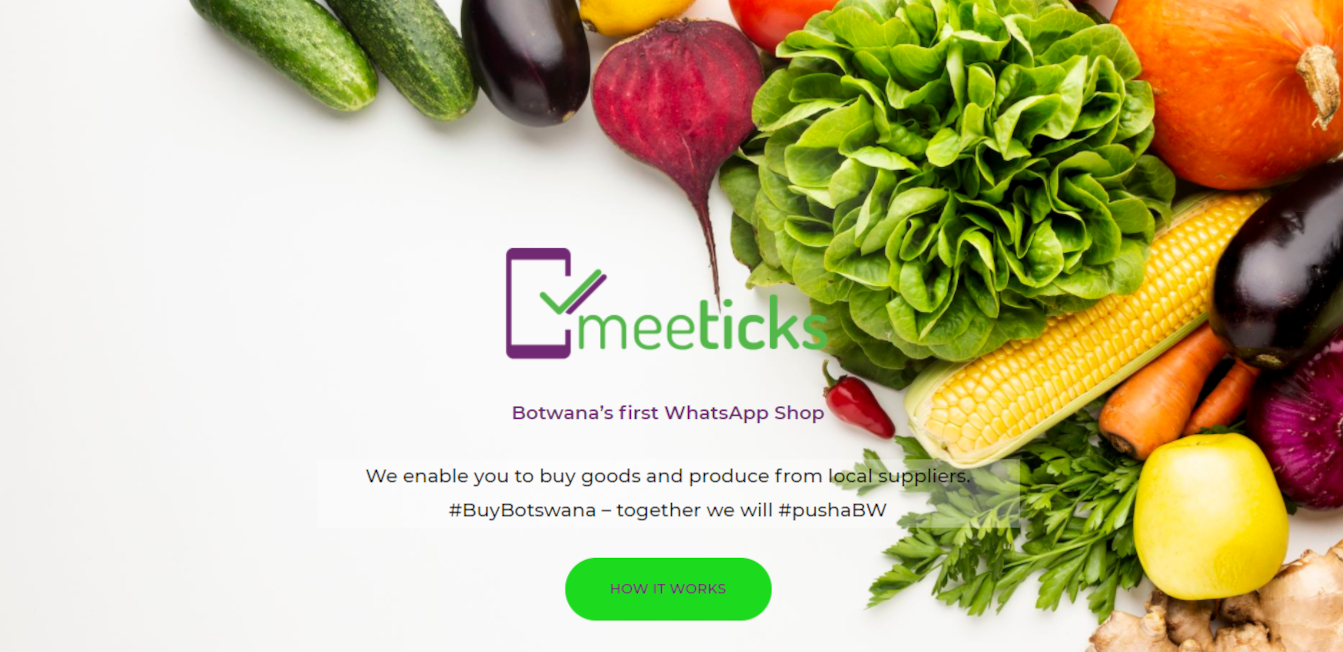 meeticks
Botwana’s first WhatsApp Shop
We enable you to buy goods and produce from local suppliers.
#BuyBotswana – together we will #pushaBW
HOW IT WORKS